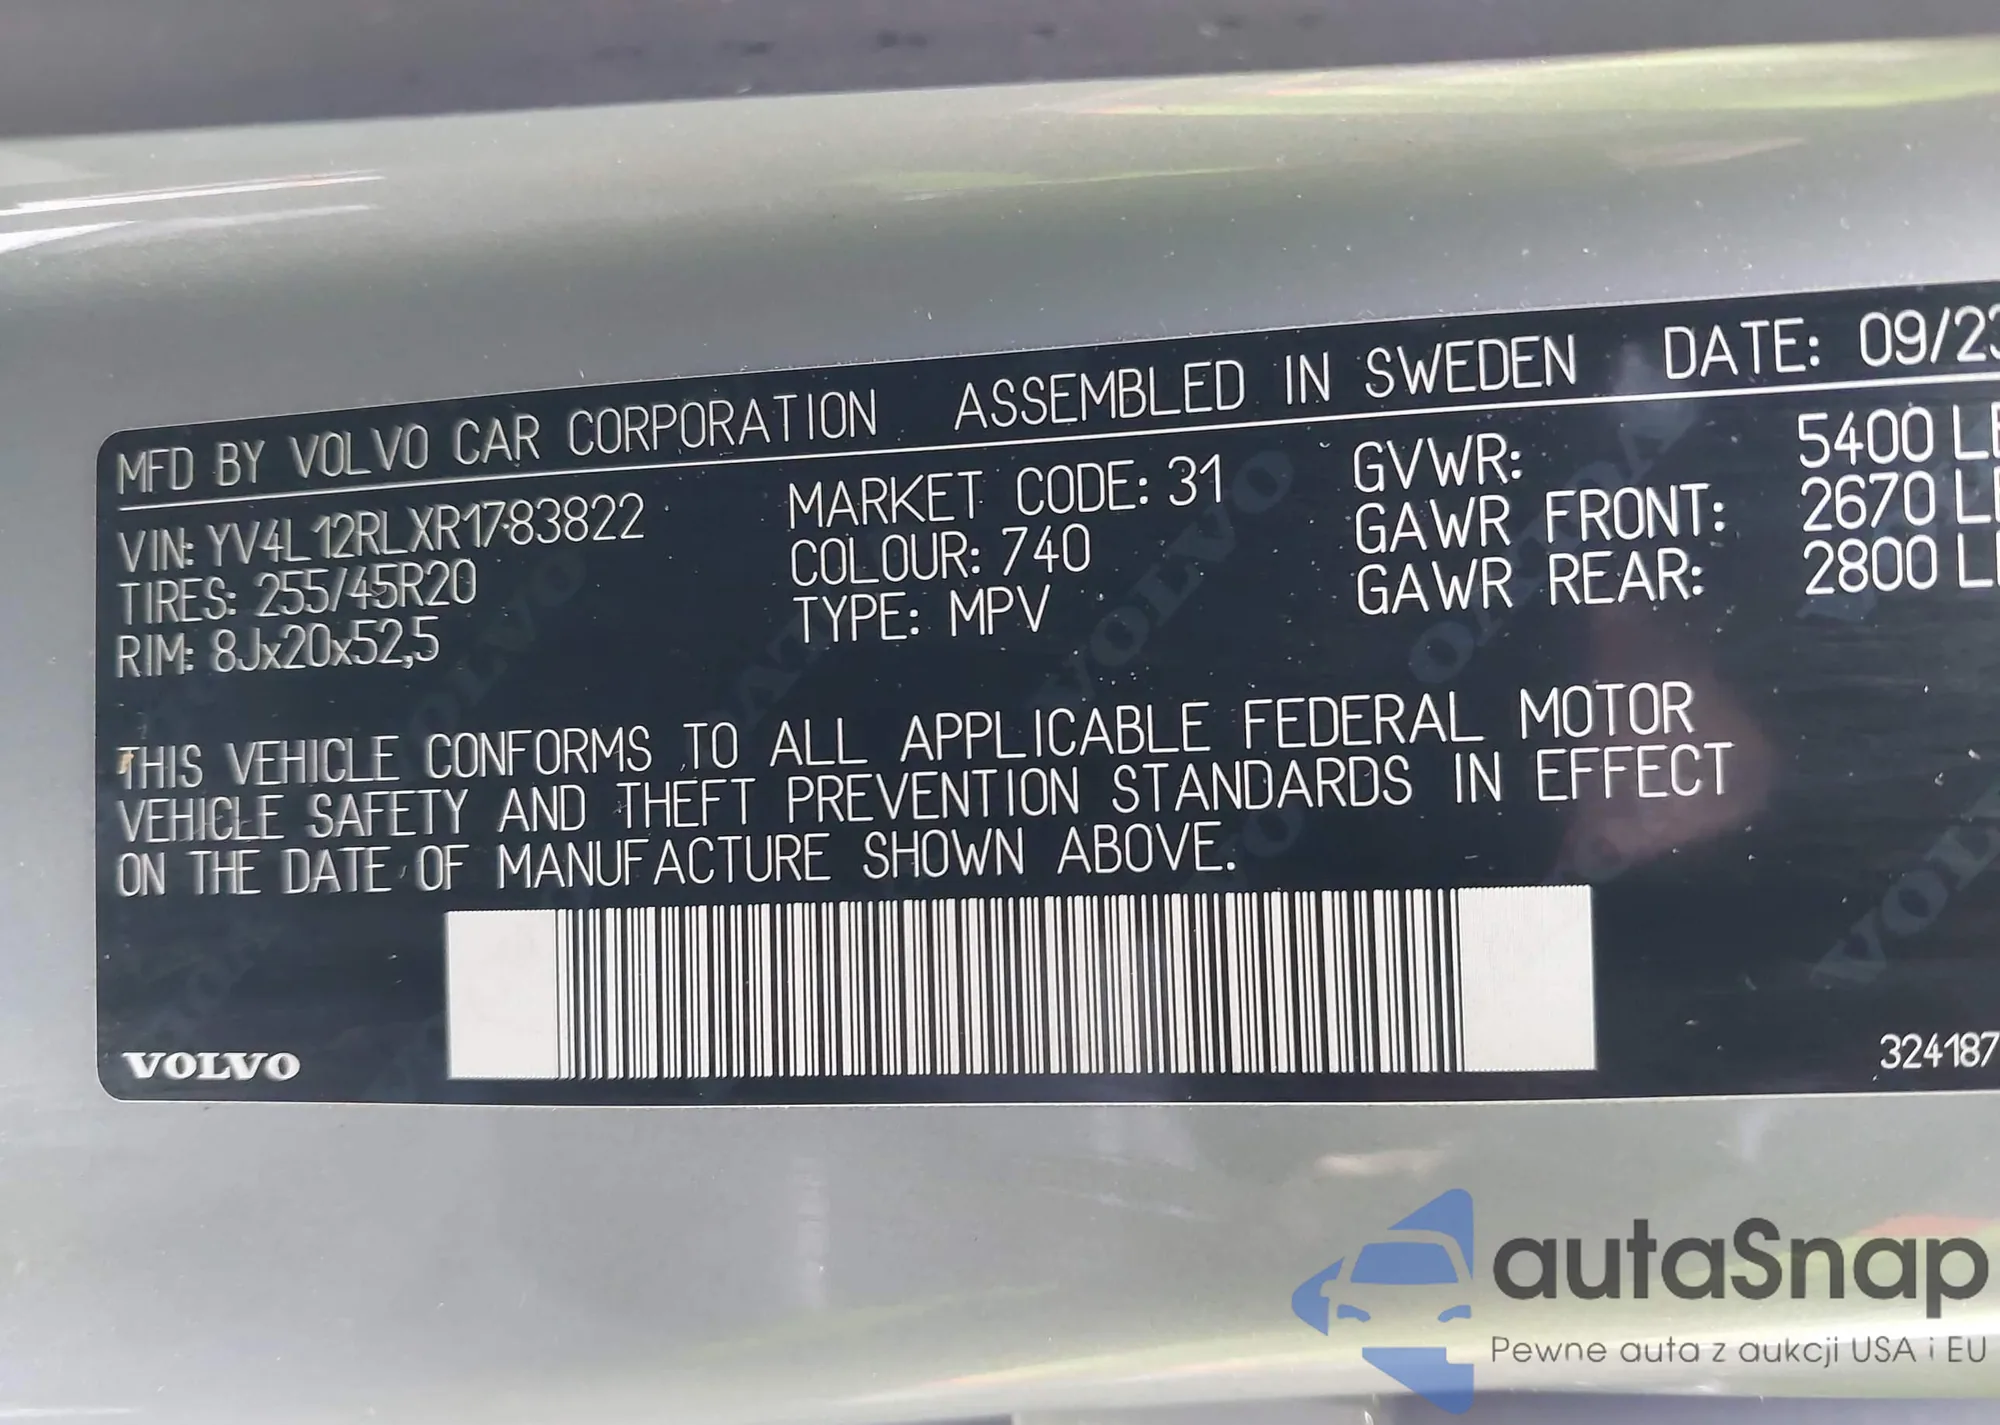 MFD BY VOLVO CAR CORPORATION ASSEMBLED IN SWEDEN DATE: 09/23
VIN: YV4L12RLXR1783822 MARKET CODE: 31 GVWR: 5400 LB
TIRES: 255/45R20 COLOUR: 740 GAWR FRONT: 2670 LB
RIM: 8Jx20x52,5 TYPE: MPV GAWR REAR: 2800 LB
THIS VEHICLE CONFORMS TO ALL APPLICABLE FEDERAL MOTOR
VEHICLE SAFETY AND THEFT PREVENTION STANDARDS IN EFFECT
ON THE DATE OF MANUFACTURE SHOWN ABOVE.
VOLVO
324187
autaSnap
Pewne auta z aukcji USA i EU